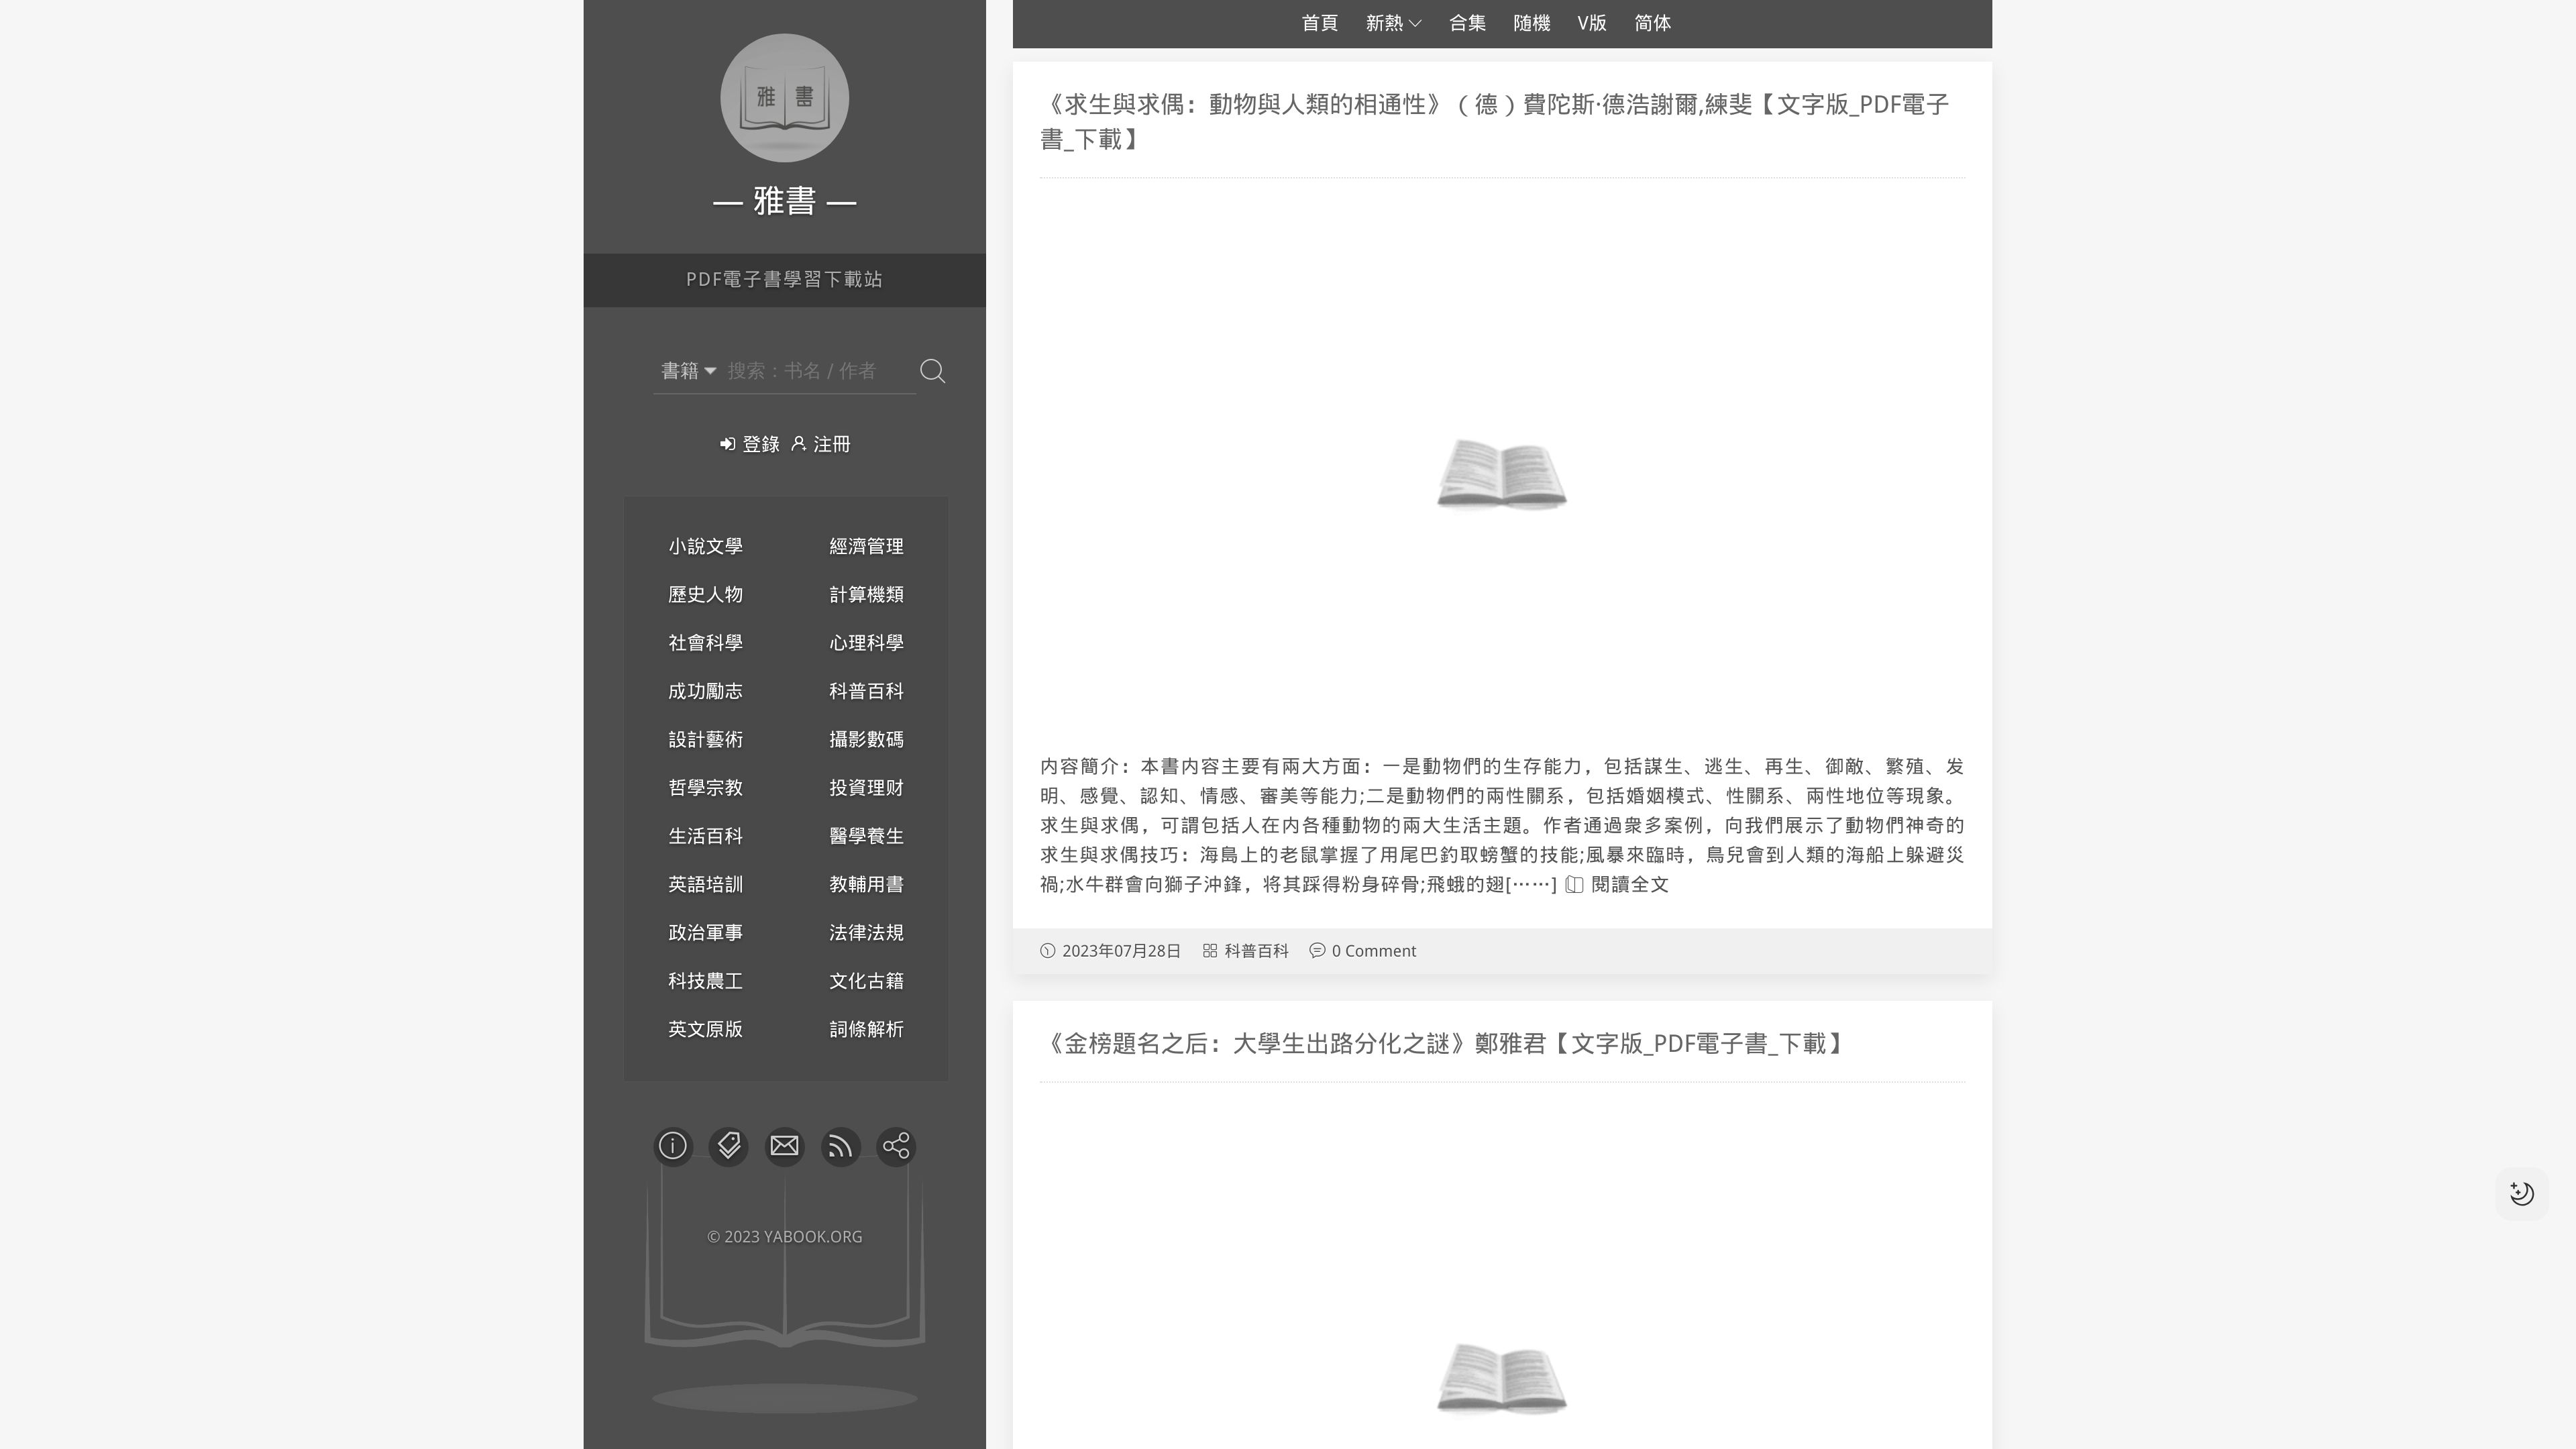 雅 書
— 雅書 —
PDF電子書學習下載站
書籍 搜索：书名 / 作者
登錄 注冊
小說文學 經濟管理
歷史人物 計算機類
社會科學 心理科學
成功勵志 科普百科
設計藝術 攝影數碼
哲學宗教 投資理财
生活百科 醫學養生
英語培訓 教輔用書
政治軍事 法律法規
科技農工 文化古籍
英文原版 詞條解析
© 2023 YABOOK.ORG
首頁 新熱 合集 随機 V版 简体
《求生與求偶：動物與人類的相通性》（德）費陀斯·德浩謝爾,練斐【文字版_PDF電子
書_下載】
内容簡介：本書内容主要有兩大方面：一是動物們的生存能力，包括謀生、逃生、再生、御敵、繁殖、发
明、感覺、認知、情感、審美等能力;二是動物們的兩性關系，包括婚姻模式、性關系、兩性地位等現象。
求生與求偶，可謂包括人在内各種動物的兩大生活主題。作者通過衆多案例，向我們展示了動物們神奇的
求生與求偶技巧：海島上的老鼠掌握了用尾巴釣取螃蟹的技能;風暴來臨時，鳥兒會到人類的海船上躲避災
禍;水牛群會向獅子沖鋒，将其踩得粉身碎骨;飛蛾的翅[……] 閱讀全文
2023年07月28日 科普百科 0 Comment
《金榜題名之后：大學生出路分化之謎》鄭雅君【文字版_PDF電子書_下載】